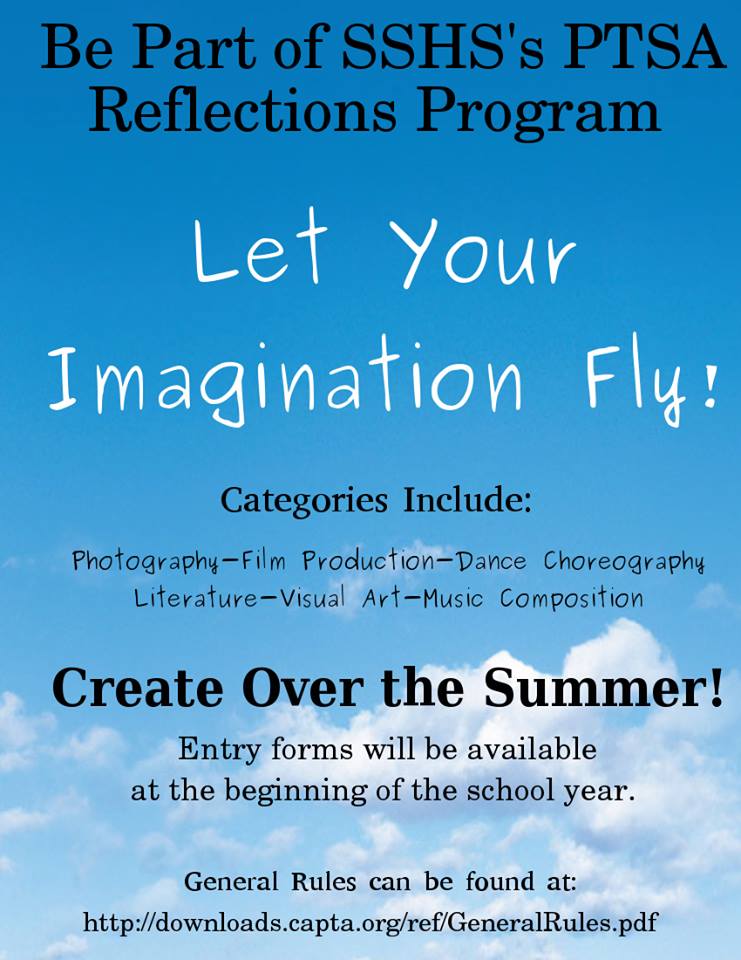 Be Part of SSHS's PTSA
Reflections Program
Let Your
Imagination Fly!
Categories Include:
Photography-Film Production-Dance Choreography
Literature-Visual Art-Music Composition
Create Over the Summer!
Entry forms will be available
at the beginning of the school year.
General Rules can be found at:
http://downloads.capta.org/ref/GeneralRules.pdf